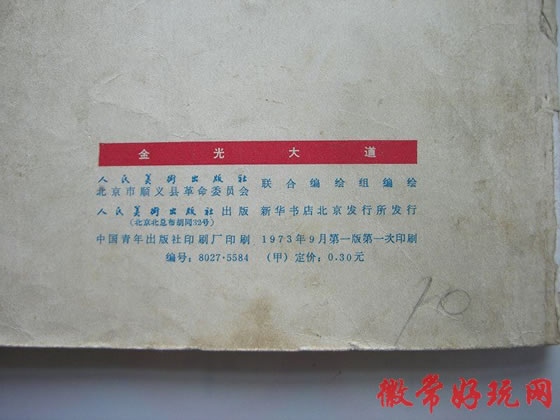 金光大道
人民美术出版社
北京市顺义县革命委员会 联合编绘组编绘
人民美术出版社出版 新华书店北京发行所发行
(北京北总布胡同32号)
中国青年出版社印刷厂印刷 1973年9月第一版第一次印刷
编号：8027·5584 (甲)定价：0.30元
10
徽常好玩网